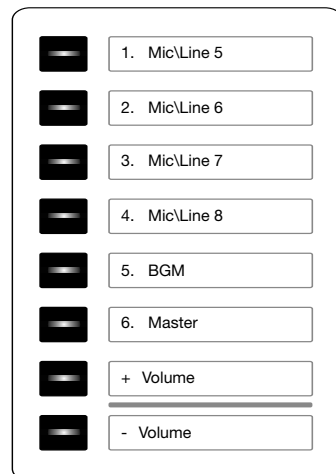 1. Mic\Line 5
2. Mic\Line 6
3. Mic\Line 7
4. Mic\Line 8
5. BGM
6. Master
+ Volume
- Volume